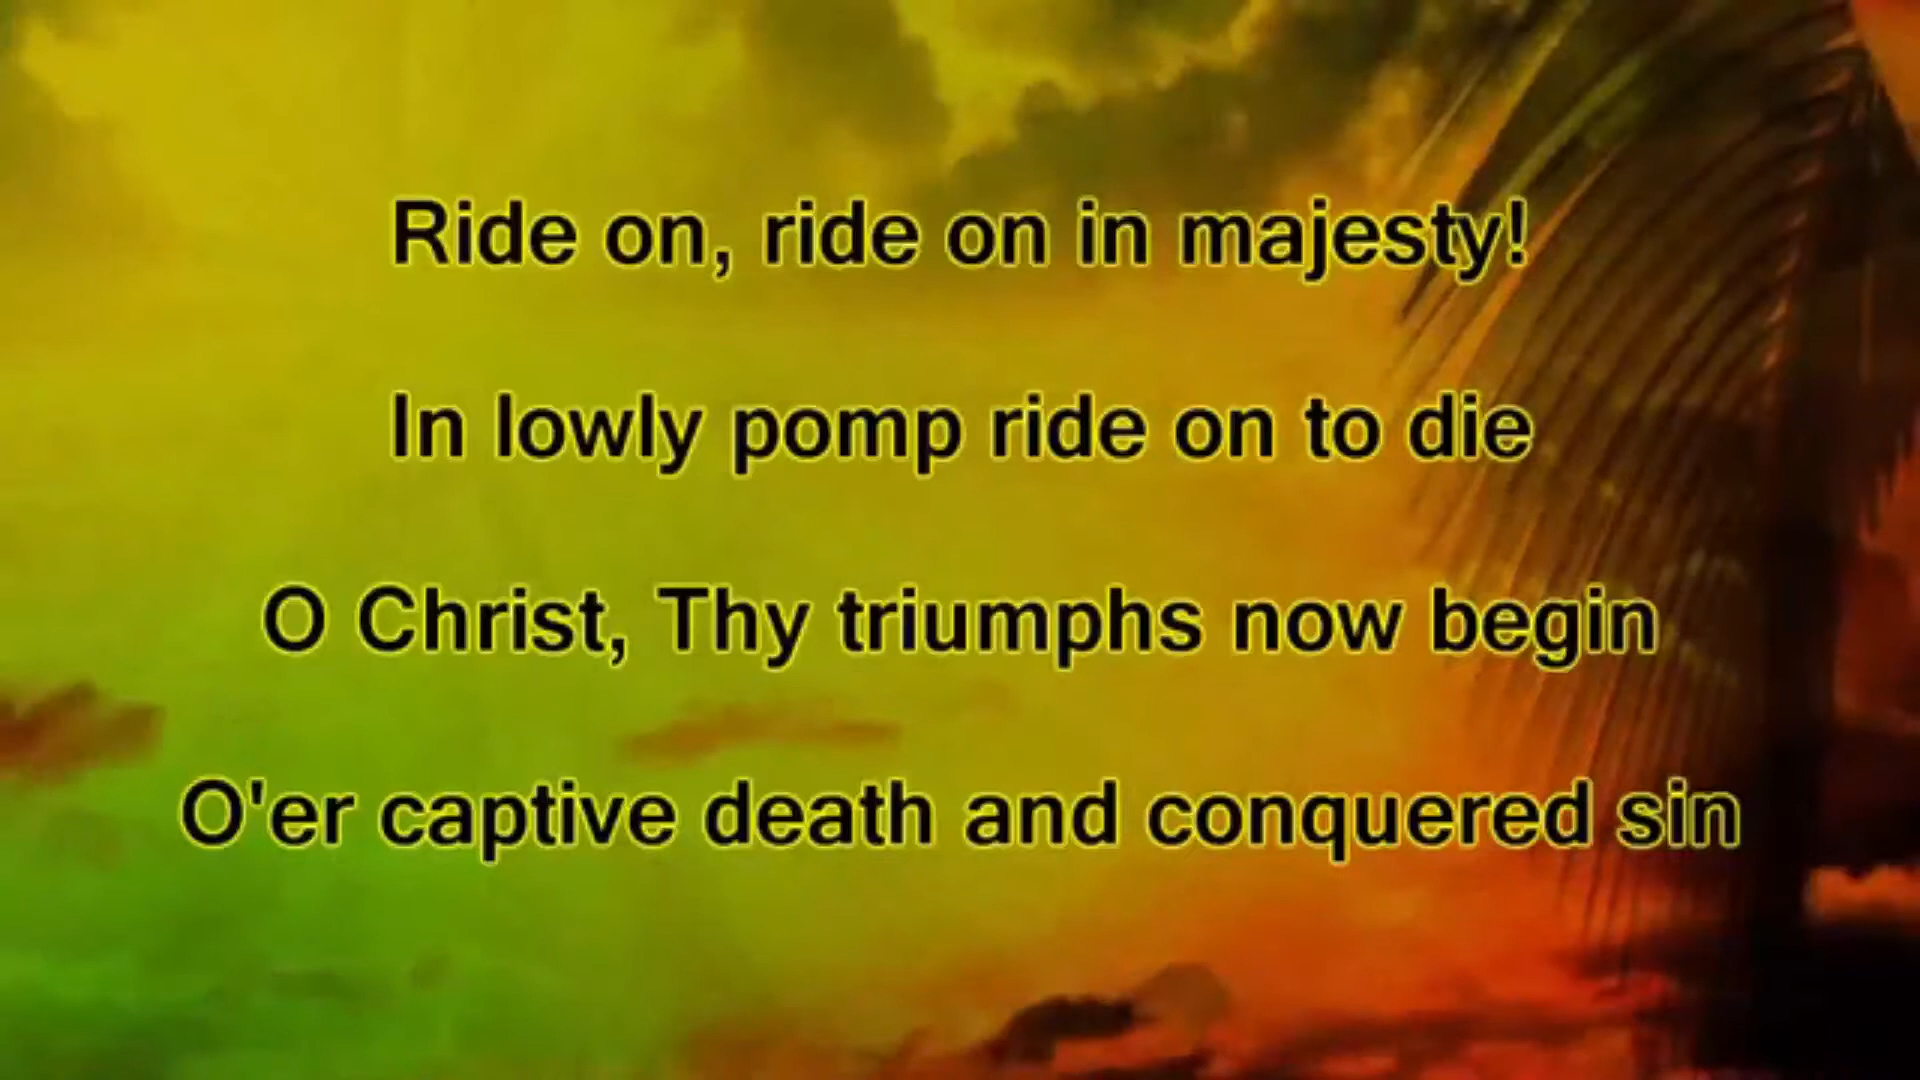 Ride on, ride on in majesty!
In lowly pomp ride on to die
O Christ, Thy triumphs now begin
O'er captive death and conquered sin